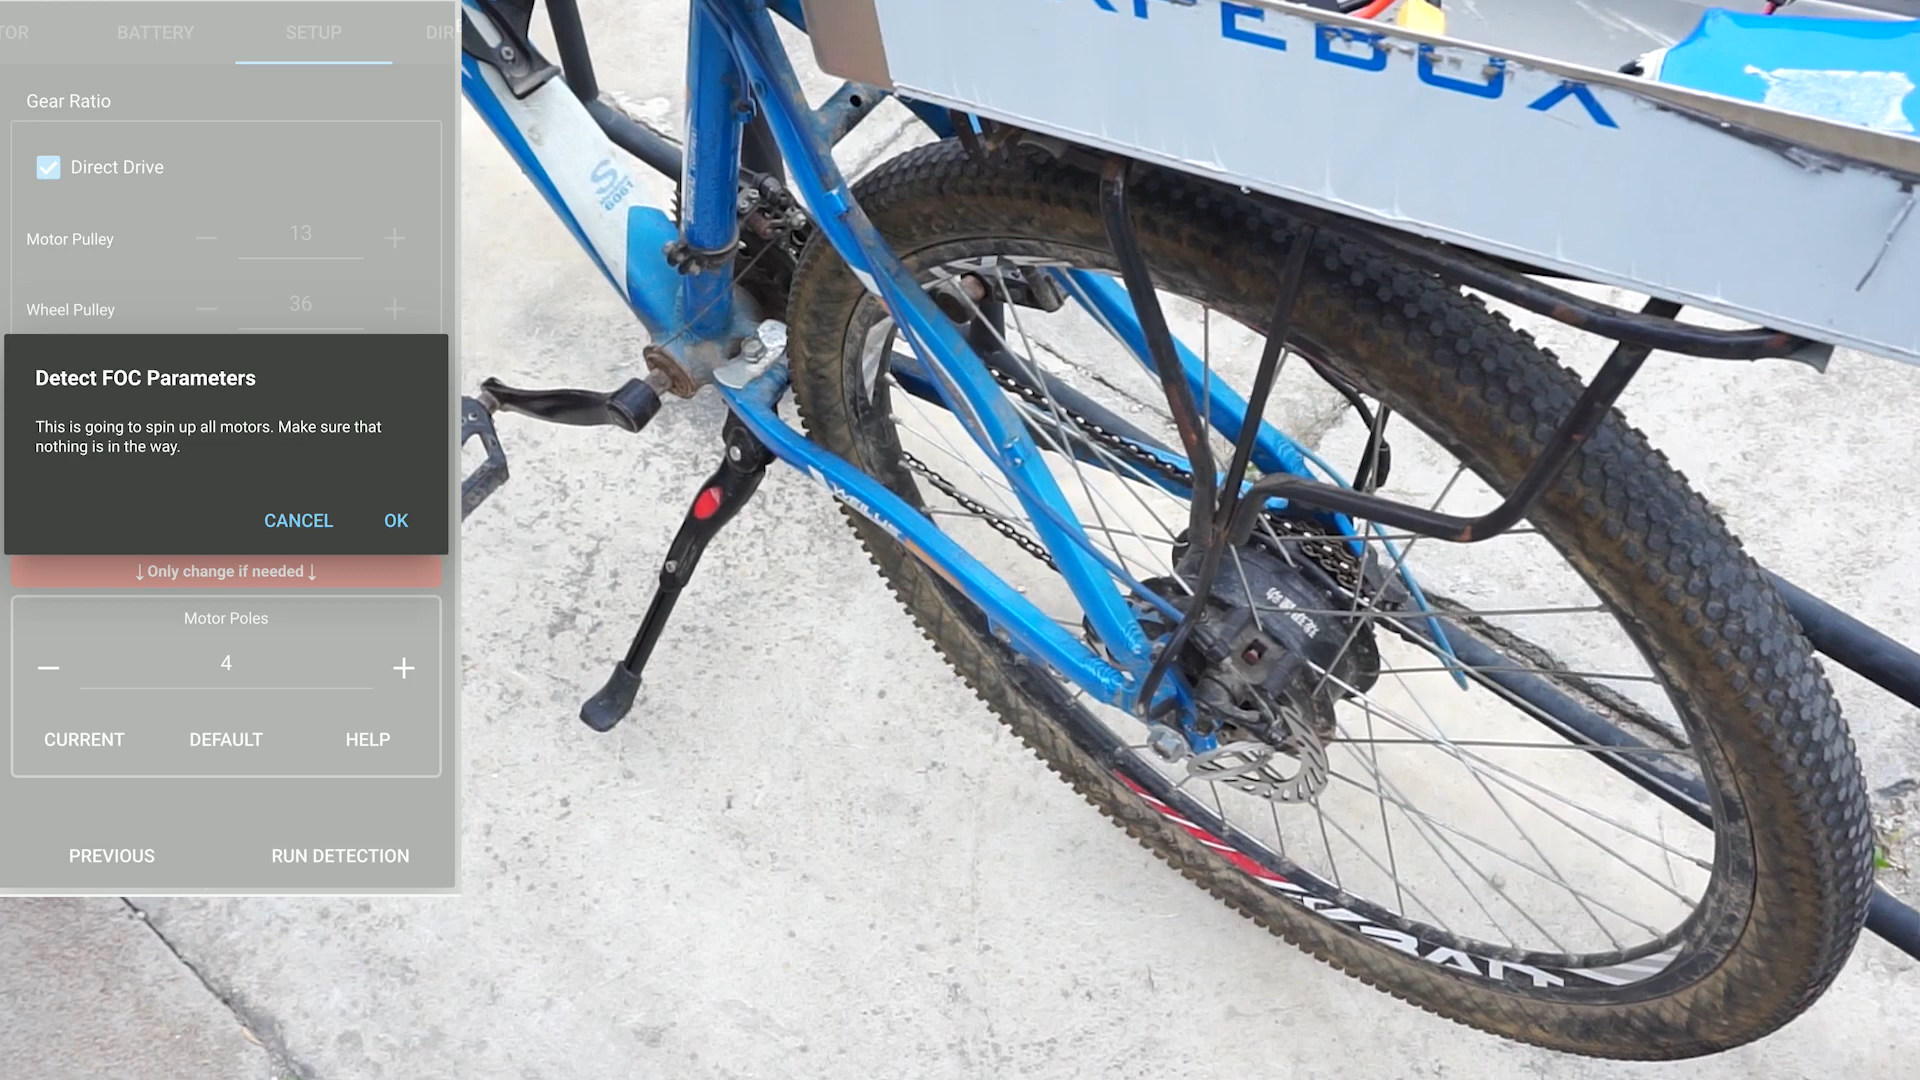 BATTERY
SETUP
Gear Ratio
Direct Drive
Motor Pulley
13
Wheel Pulley
36
Detect FOC Parameters
This is going to spin up all motors. Make sure that
nothing is in the way.
CANCEL
OK
↓ Only change if needed ↓
Motor Poles
4
CURRENT
DEFAULT
HELP
PREVIOUS
RUN DETECTION
S
6061